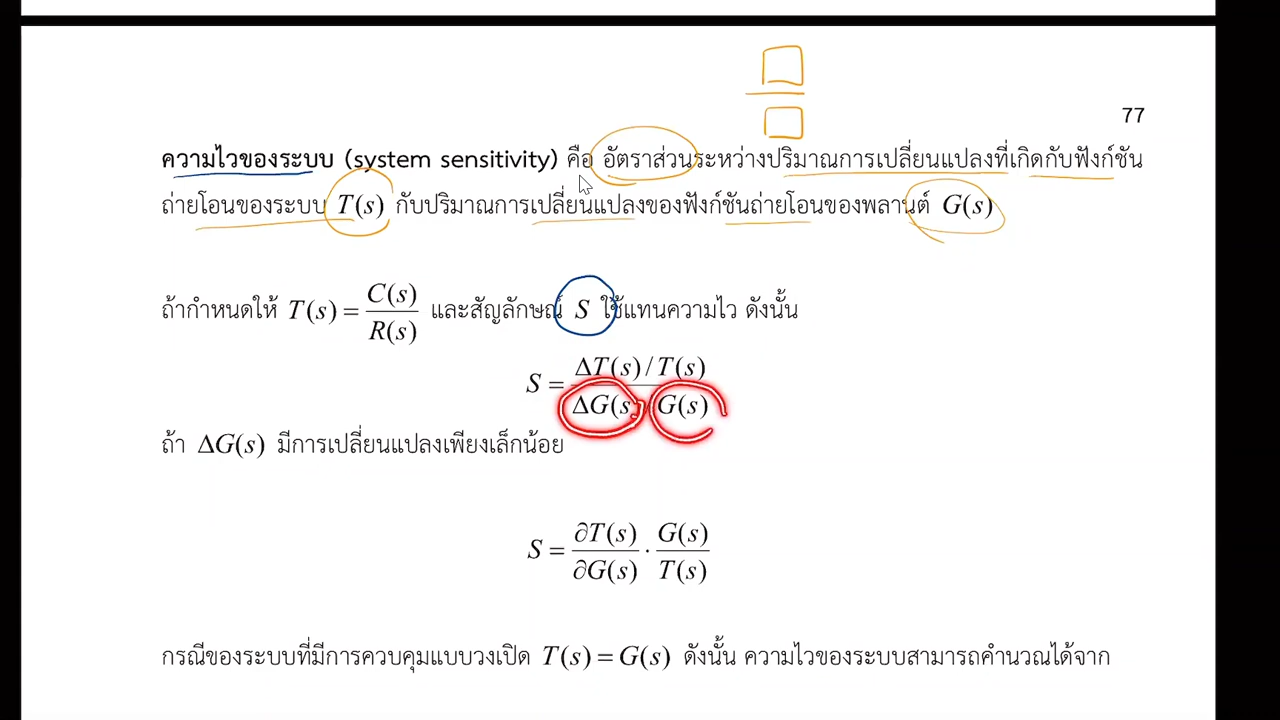 77
ความไวของระบบ (system sensitivity) คือ อัตราส่วนระหว่างปริมาณการเปลี่ยนแปลงที่เกิดกับฟังก์ชัน
ถ่ายโอนของระบบ T(s) กับปริมาณการเปลี่ยนแปลงของฟังก์ชันถ่ายโอนของพลานต์ G(s)
ถ้ากำหนดให้ T(s) = C(s)/R(s) และสัญลักษณ์ S ใช้แทนความไว ดังนั้น
S = ΔT(s) / T(s)
ΔG(s) G(s)
ถ้า ΔG(s) มีการเปลี่ยนแปลงเพียงเล็กน้อย
S = ∂T(s)/∂G(s) · G(s)/T(s)
กรณีของระบบที่มีการควบคุมแบบวงเปิด T(s) = G(s) ดังนั้น ความไวของระบบสามารถคำนวณได้จาก